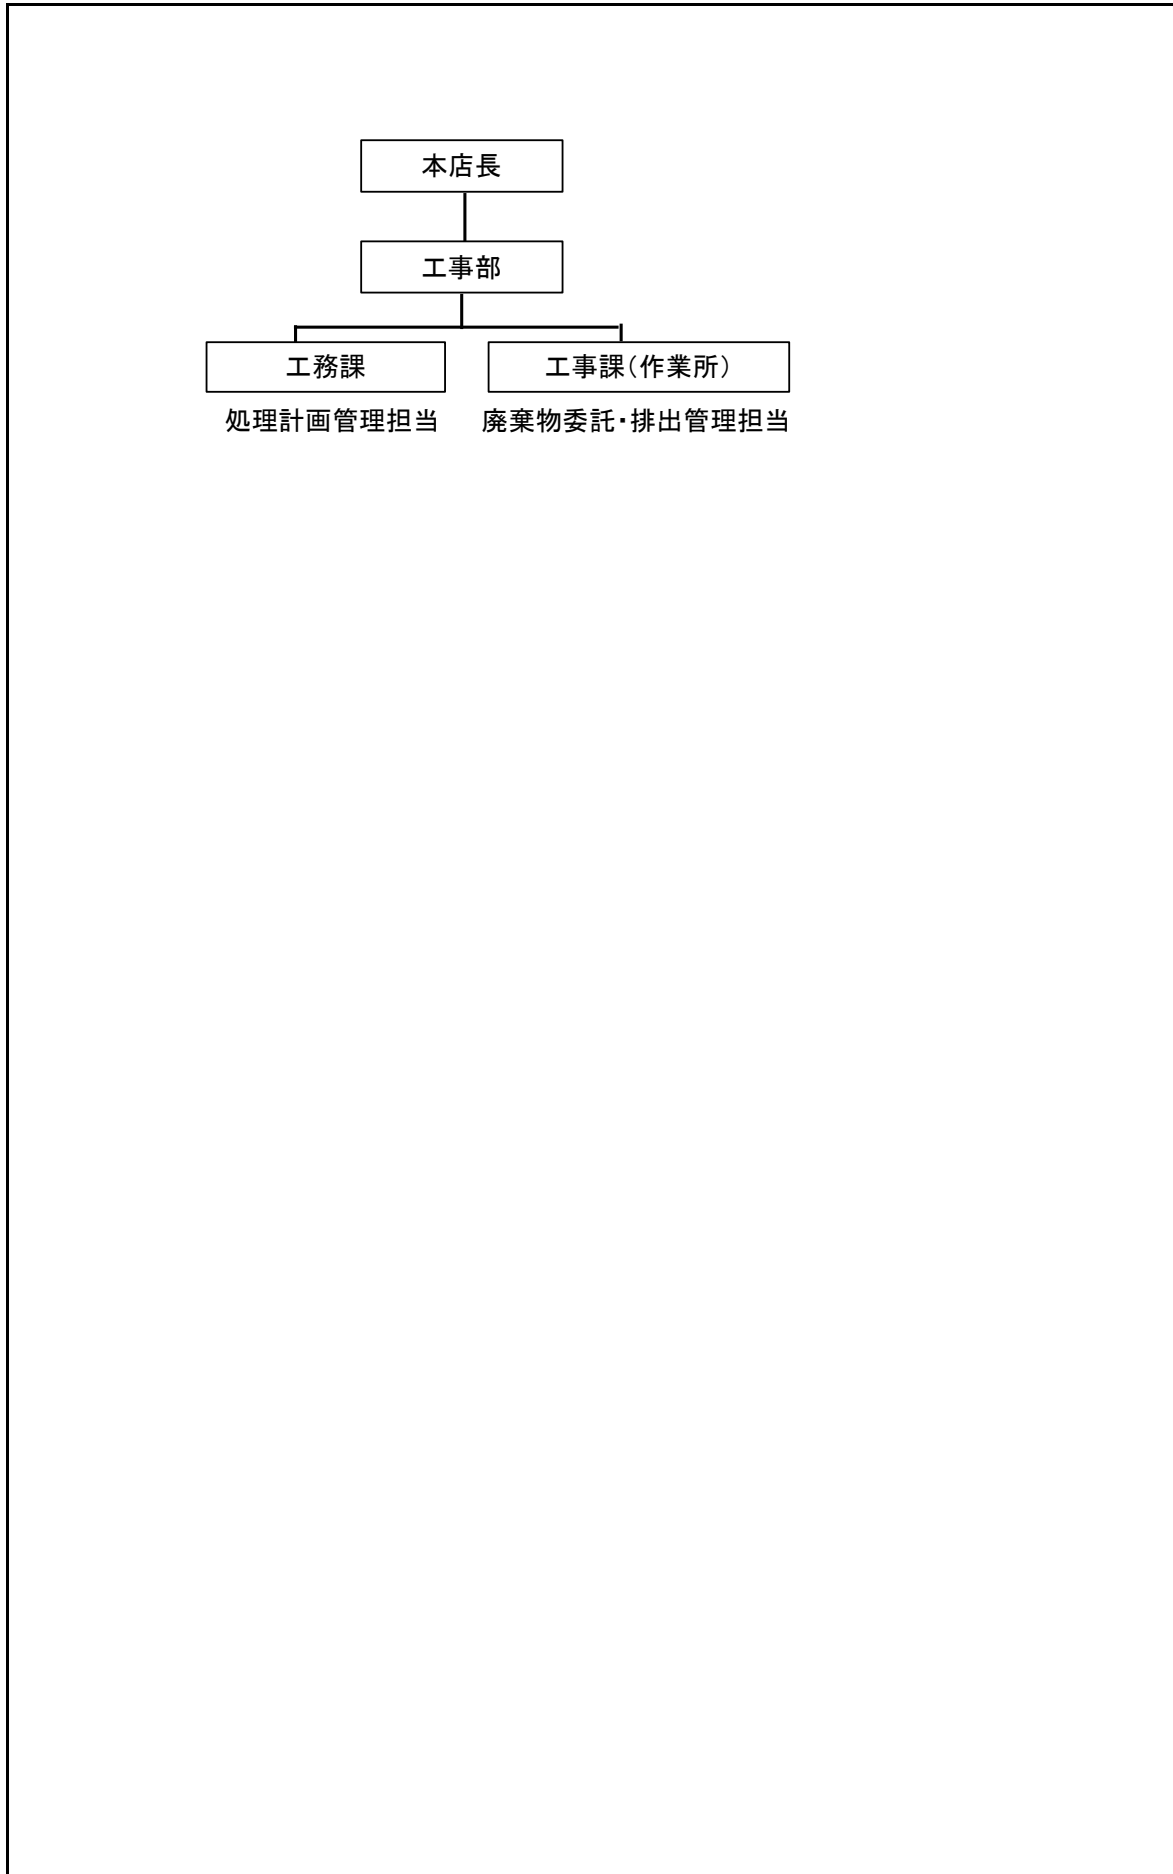 本店長
工事部
工務課
工事課(作業所)
処理計画管理担当
廃棄物委託・排出管理担当